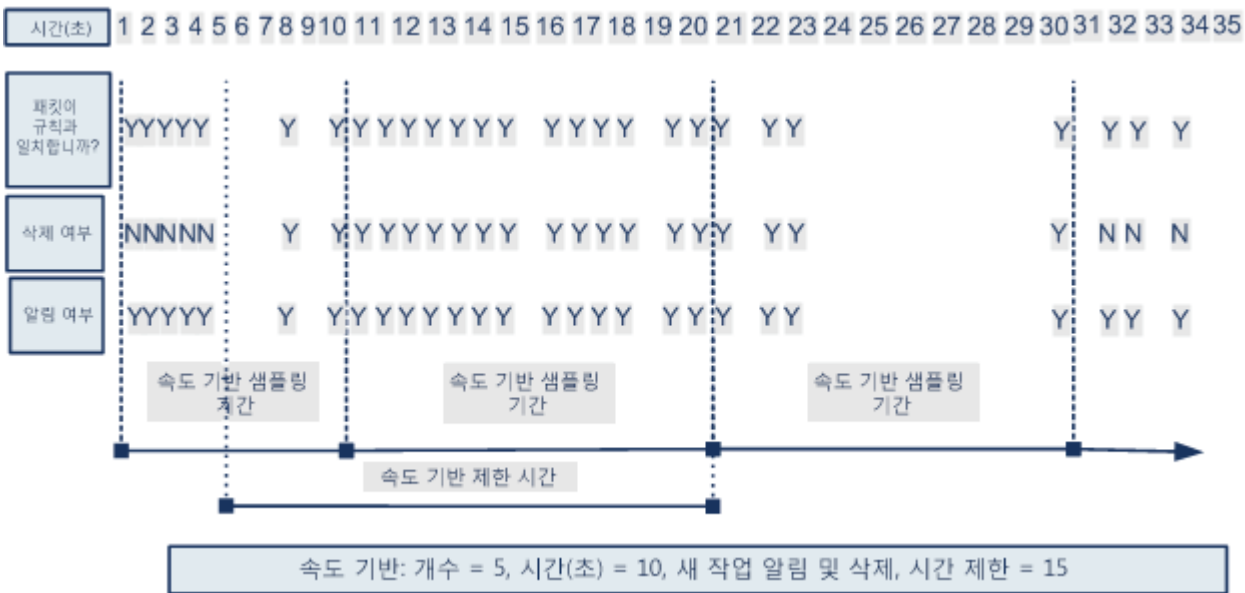 시간(초) 1 2 3 4 5 6 7 8 9 10 11 12 13 14 15 16 17 18 19 20 21 22 23 24 25 26 27 28 29 30 31 32 33 34 35
패킷이
규칙과
일치합니까?
YYYYY Y Y Y Y Y Y Y Y Y Y Y Y Y Y Y Y Y Y Y Y Y Y
삭제 여부
NNNNN Y Y Y Y Y Y Y Y Y Y Y Y Y Y Y Y Y Y Y N N N
알림 여부
YYYYY Y Y Y Y Y Y Y Y Y Y Y Y Y Y Y Y Y Y Y Y Y Y
속도 기반 샘플링
기간
속도 기반 샘플링
기간
속도 기반 샘플링
기간
속도 기반 제한 시간
속도 기반: 개수 = 5, 시간(초) = 10, 새 작업 알림 및 삭제, 시간 제한 = 15